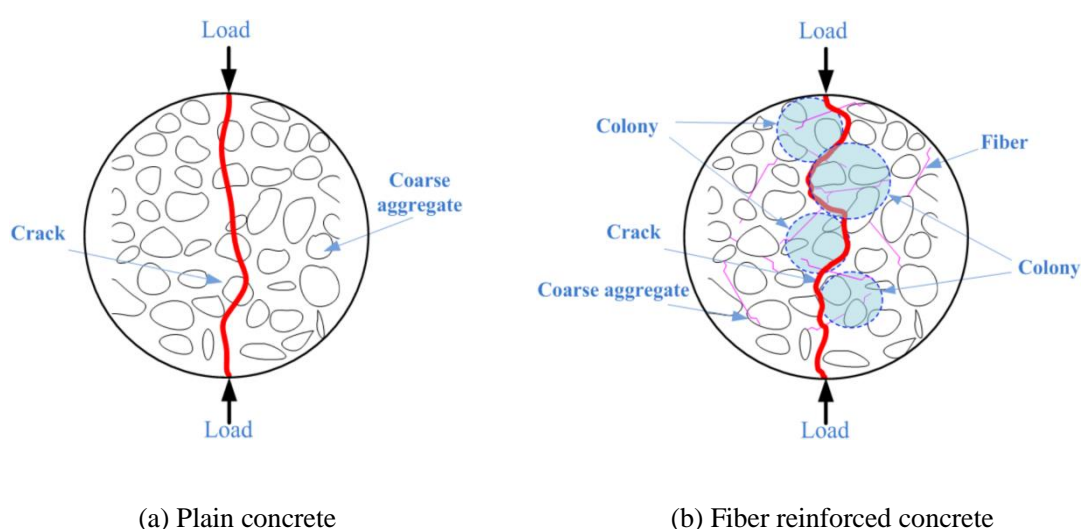 Load
Coarse
aggregate
Crack
Load
(a) Plain concrete
Load
Colony
Fiber
Crack
Colony
Coarse aggregate
Load
(b) Fiber reinforced concrete